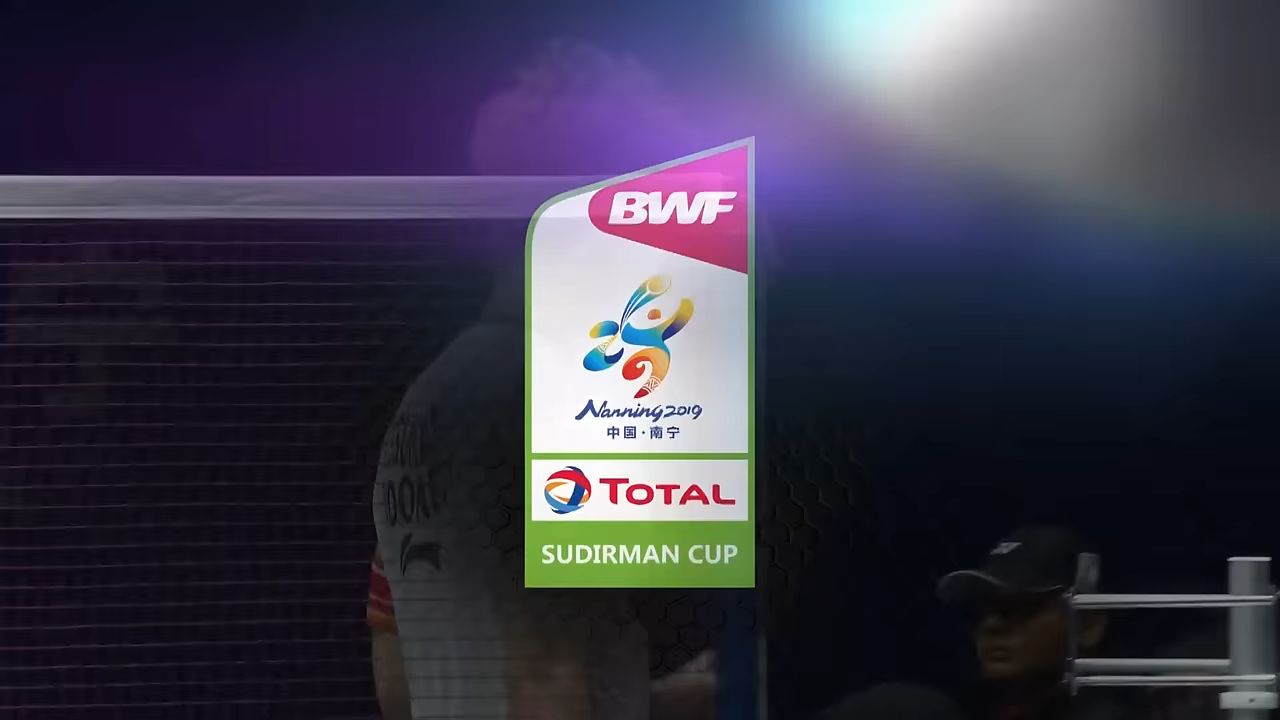 BWF
Nanning 2019
中国·南宁
TOTAL
SUDIRMAN CUP